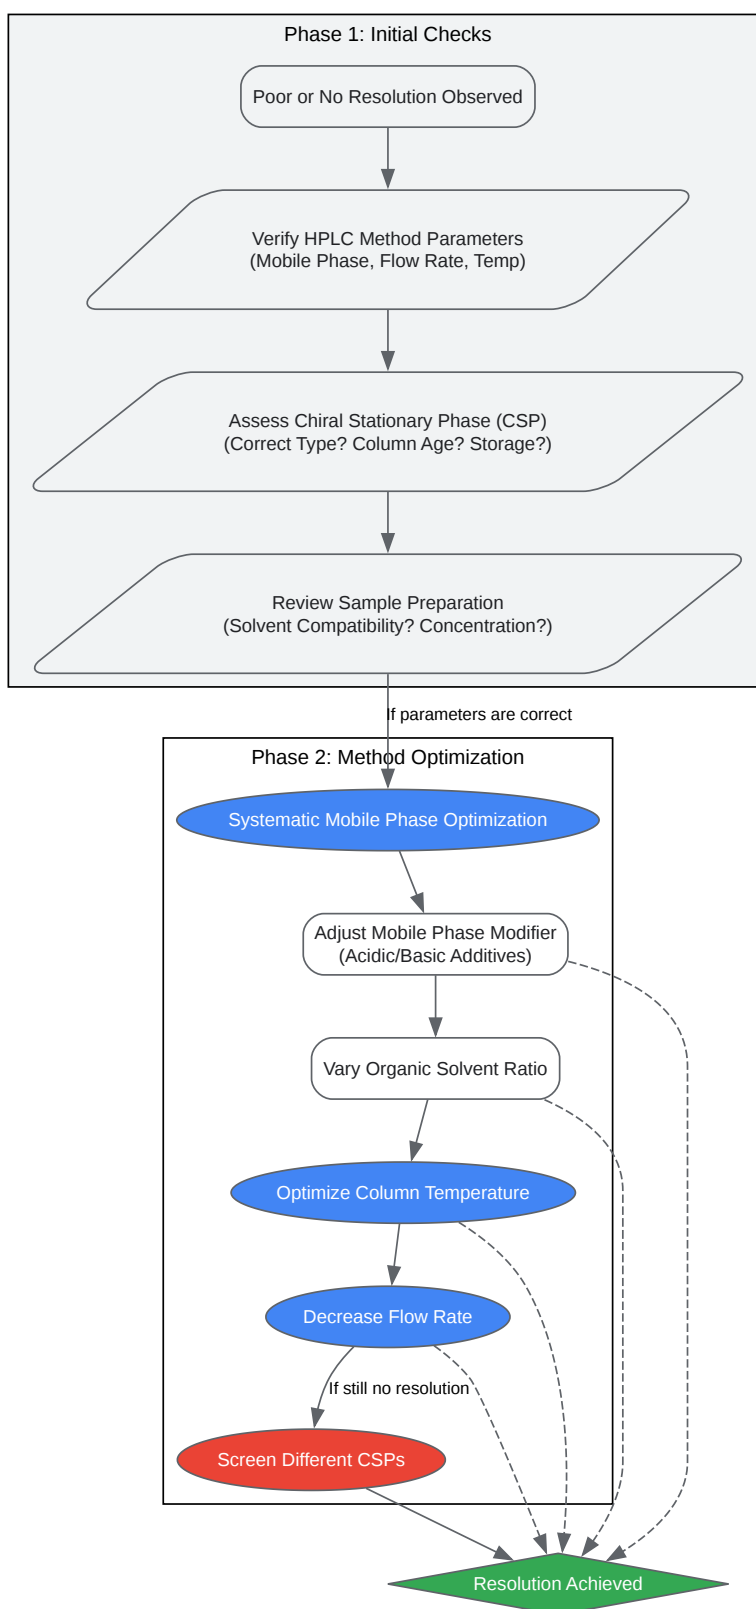 Phase 1: Initial Checks
Poor or No Resolution Observed
Verify HPLC Method Parameters
(Mobile Phase, Flow Rate, Temp)
Assess Chiral Stationary Phase (CSP)
(Correct Type? Column Age? Storage?)
Review Sample Preparation
(Solvent Compatibility? Concentration?)
If parameters are correct
Phase 2: Method Optimization
Systematic Mobile Phase Optimization
Adjust Mobile Phase Modifier
(Acidic/Basic Additives)
Vary Organic Solvent Ratio
Optimize Column Temperature
Decrease Flow Rate
If still no resolution
Screen Different CSPs
Resolution Achieved